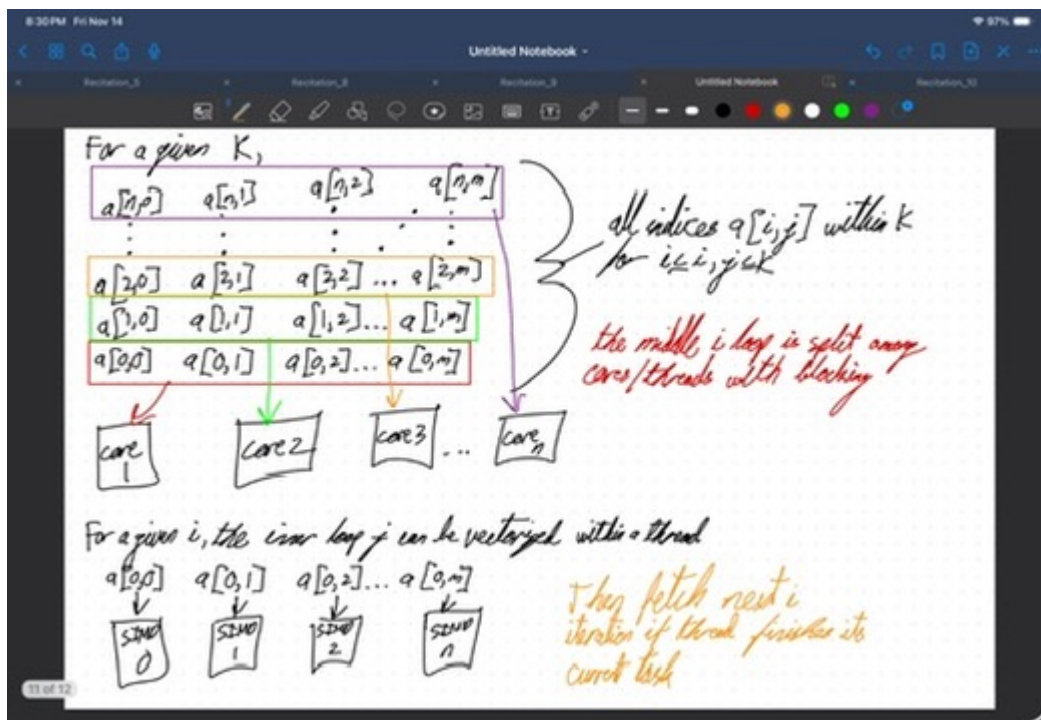 8:30 PM Fri Nov 14
97%
Untitled Notebook
Recitation_5
Recitation_8
Recitation_9
Untitled Notebook
Recitation_10
For a given K,
a[n,0] a[n,1] a[n,2] a[n,m]
a[2,0] a[2,1] a[2,2] ... a[2,m]
a[1,0] a[1,1] a[1,2] ... a[1,m]
a[0,0] a[0,1] a[0,2] ... a[0,m]
all indices a[i,j] within K
for i≤i,j≤K
the middle i loop is split among
cores/threads with blocking
core 1
core 2
core 3
...
core n
For a given i, the inner loop j can be vectorized within a thread
a[0,0] a[0,1] a[0,2] ... a[0,m]
SIMD 0
SIMD 1
SIMD 2
SIMD n
Then fetch next i
iteration if thread finishes its
current task
11 of 12